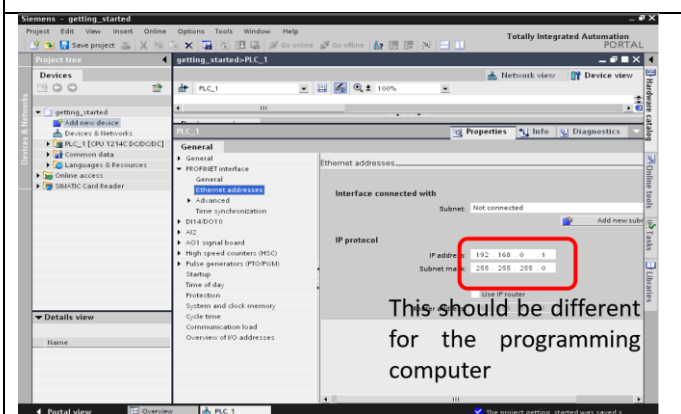 Siemens - getting_started
Project Edit View Insert Online Options Tools Window Help
Totally Integrated Automation
PORTAL
Save project
Go online
Go offline
Project tree
getting_started>PLC_1
Devices
Network view
Device view
PLC_1
100%
getting_started
Add new device
Devices & Networks
PLC_1 [CPU 1214C DC/DC/DC]
Common data
Languages & Resources
Online access
SIMATIC Card Reader
Details view
Name
PLC_1
Properties
Info
Diagnostics
General
General
PROFINET interface
General
Ethernet addresses
Advanced
Time synchronization
DI14/DO10
AI2
AO1 signal board
High speed counters (HSC)
Pulse generators (PTO/PWM)
Startup
Time of day
Protection
System and clock memory
Cycle time
Communication load
Overview of I/O addresses
Ethernet addresses
Interface connected with
Subnet: Not connected
Add new subn
IP protocol
IP address: 192 . 168 . 0 . 1
Subnet mask: 255 . 255 . 255 . 0
Use IP router
This should be different
for the programming
computer
Devices & Networks
Hardware catalog
Online tools
Tasks
Libraries
Portal view
Overview
PLC_1
The project getting_started was saved s